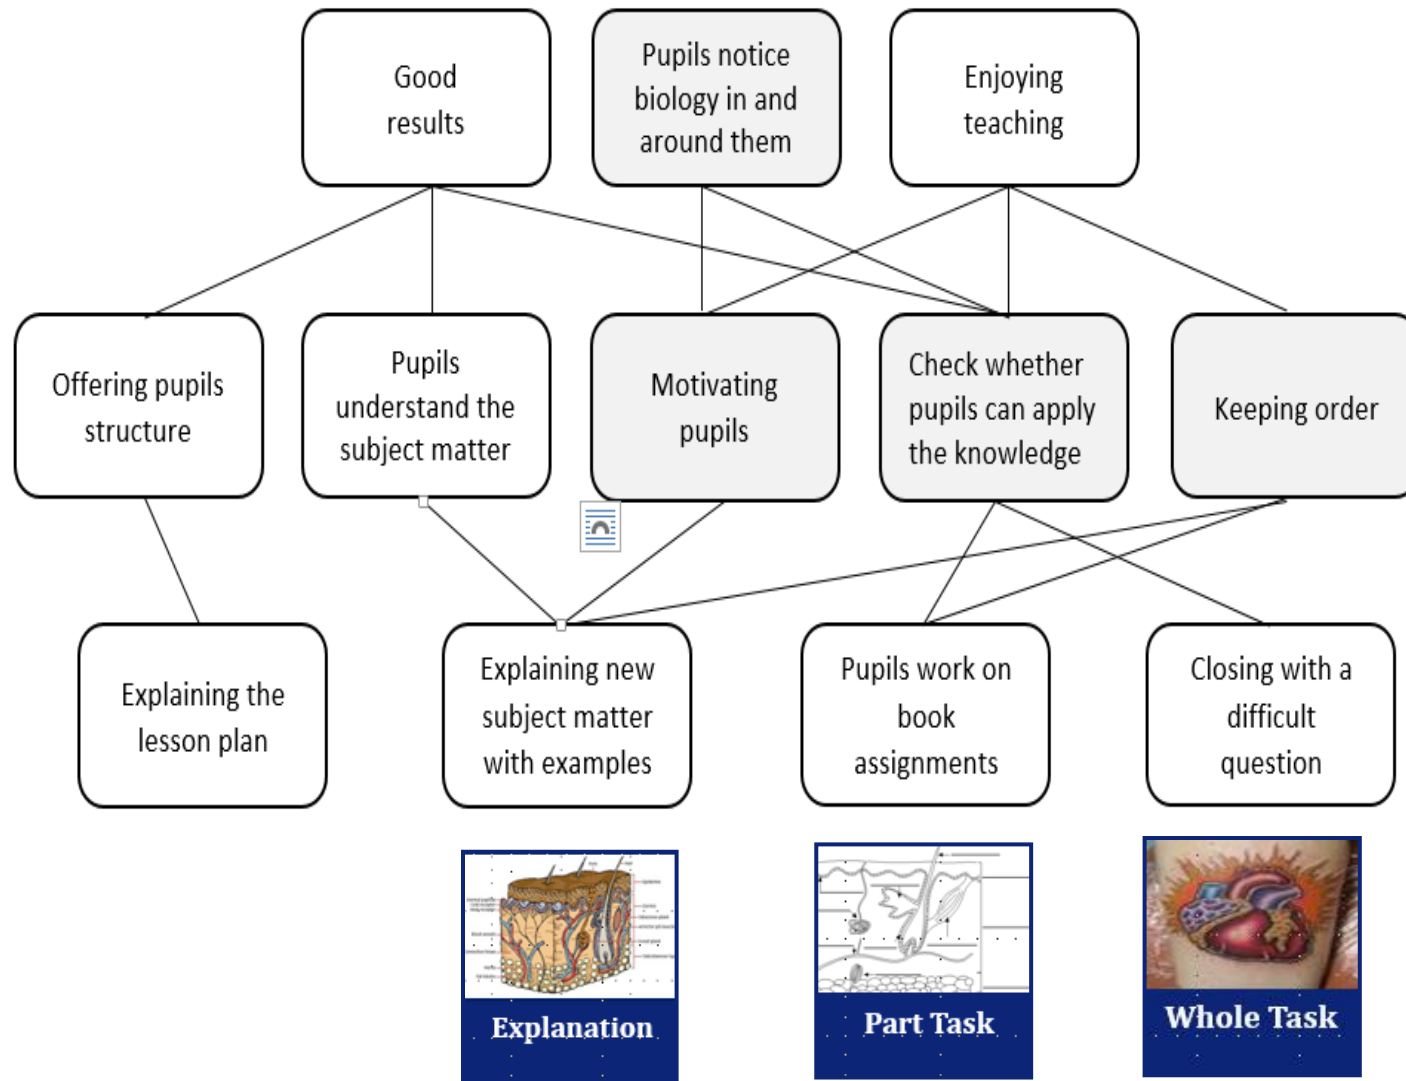 Good
results
Pupils notice
biology in and
around them
Enjoying
teaching
Offering pupils
structure
Pupils
understand the
subject matter
Motivating
pupils
Check whether
pupils can apply
the knowledge
Keeping order
Explaining the
lesson plan
Explaining new
subject matter
with examples
Pupils work on
book
assignments
Closing with a
difficult
question
Explanation
Part Task
Whole Task